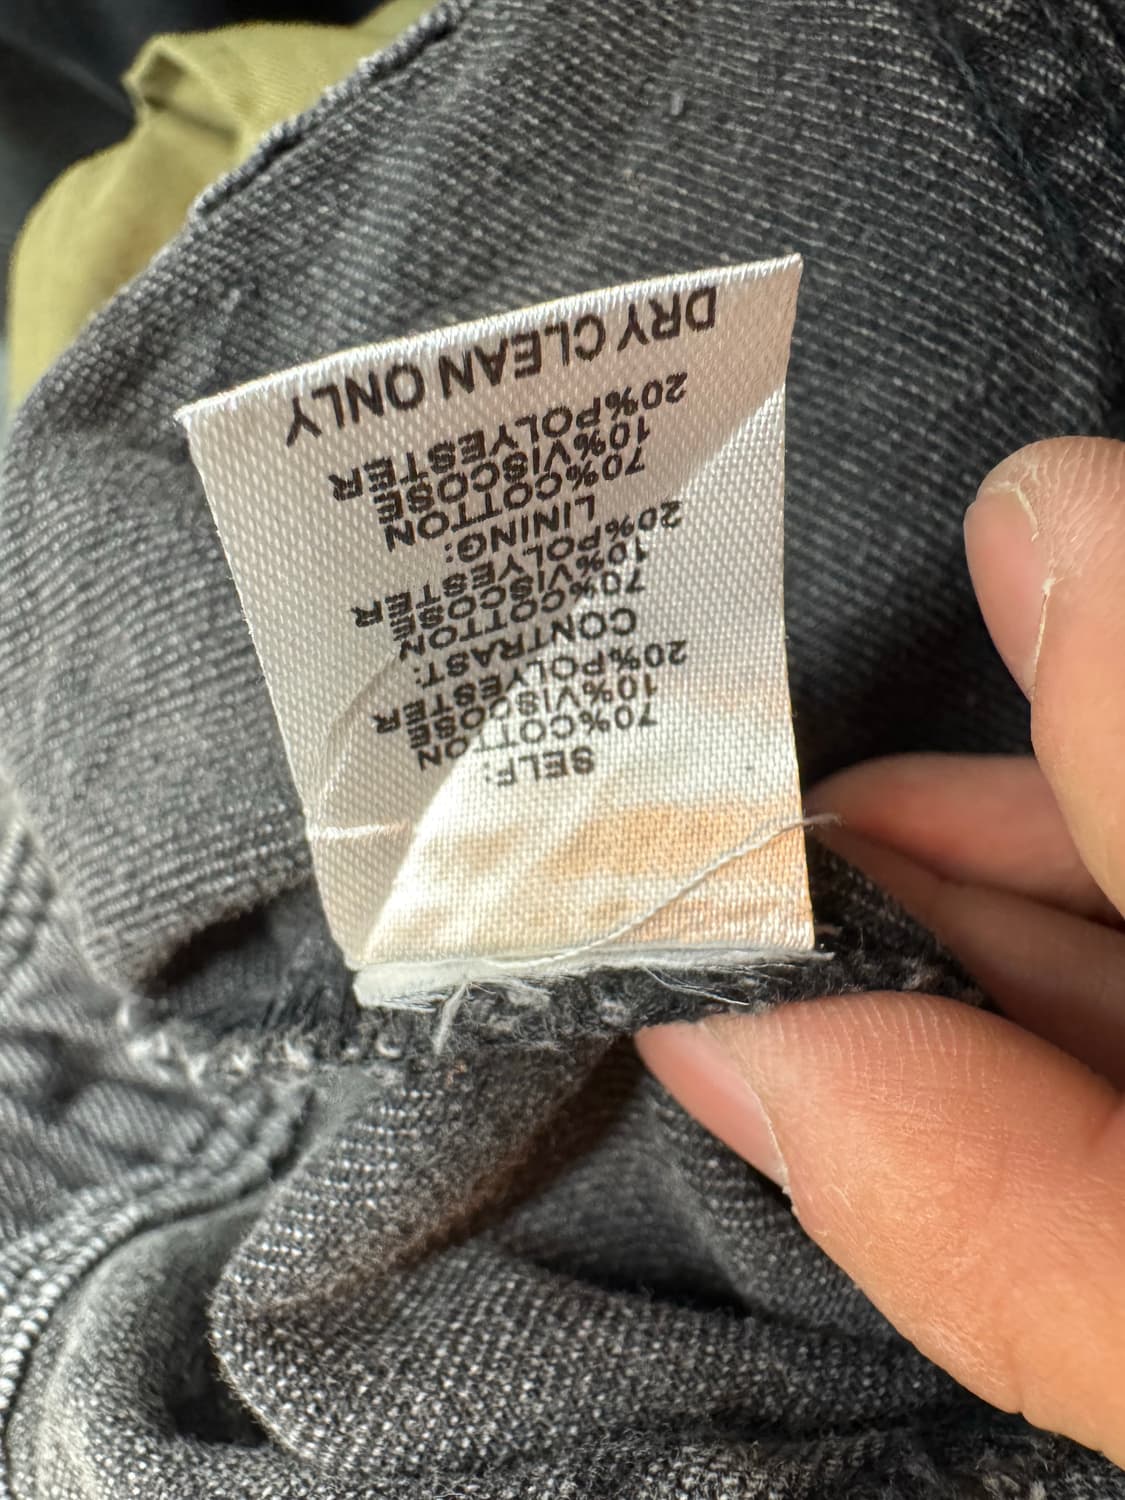 SELF:
70%COTTON
10%VISCOSE
20%POLYESTER
CONTRAST:
70%COTTON
10%VISCOSE
20%POLYESTER
LINING:
70%COTTON
10%VISCOSE
20%POLYESTER
DRY CLEAN ONLY